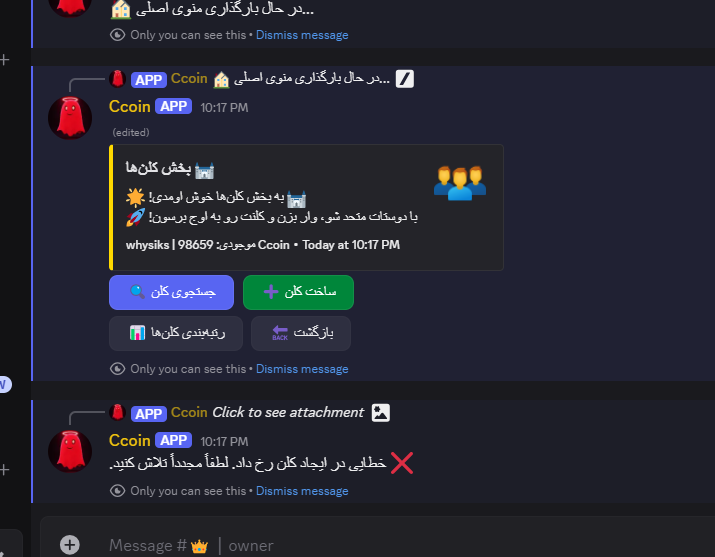 در حال بارگذاری منوی اصلی...
Only you can see this • Dismiss message
APP Ccoin در حال بارگذاری منوی اصلی...
Ccoin APP 10:17 PM
(edited)
بخش کلن‌ها
به بخش کلن‌ها خوش اومدی!
با دوستات متحد شو، وار بزن و کلنت رو به اوج برسون!
whysiks | موجودی: 98659 Ccoin • Today at 10:17 PM
جستجوی کلن
ساخت کلن
رتبه‌بندی کلن‌ها
BACK بازگشت
Only you can see this • Dismiss message
APP Ccoin Click to see attachment
Ccoin APP 10:17 PM
خطایی در ایجاد کلن رخ داد. لطفاً مجدداً تلاش کنید.
Only you can see this • Dismiss message
Message # | owner